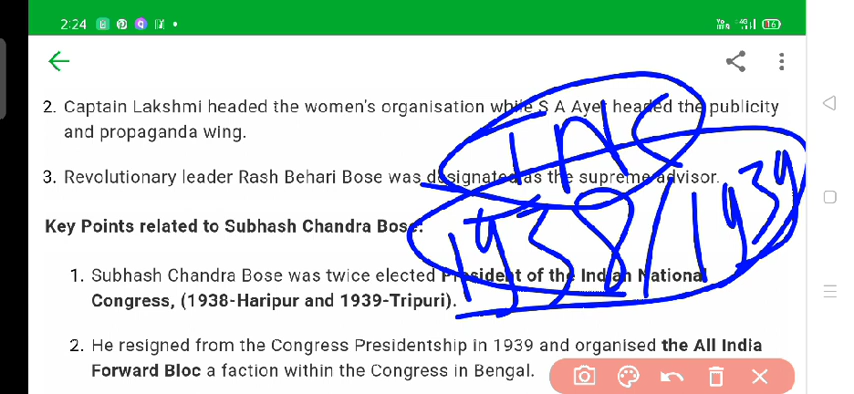 2:24
2. Captain Lakshmi headed the women's organisation while S A Ayer headed the publicity
and propaganda wing.
INC
3. Revolutionary leader Rash Behari Bose was designated as the supreme advisor.
1938/1939
Key Points related to Subhash Chandra Bose:
1. Subhash Chandra Bose was twice elected President of the Indian National
Congress, (1938-Haripur and 1939-Tripuri).
2. He resigned from the Congress Presidentship in 1939 and organised the All India
Forward Bloc a faction within the Congress in Bengal.